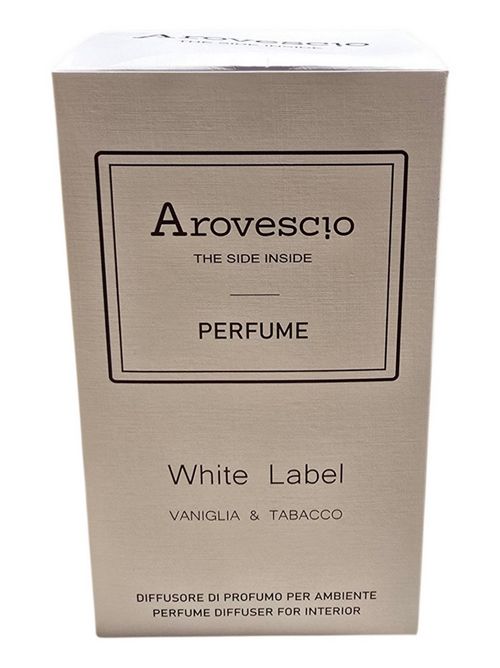 Arovescio
THE SIDE INSIDE
Arovescio
THE SIDE INSIDE
PERFUME
White Label
VANIGLIA & TABACCO
DIFFUSORE DI PROFUMO PER AMBIENTE
PERFUME DIFFUSER FOR INTERIOR